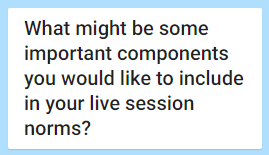 What might be some
important components
you would like to include
in your live session
norms?